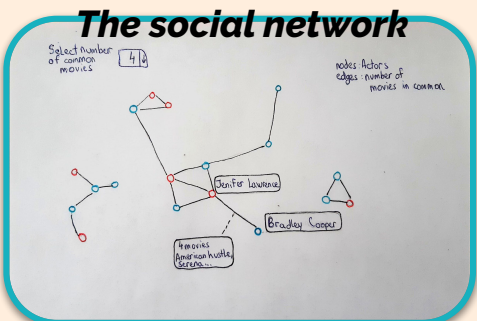 The social network
Select number
of common
movies
4
nodes: Actors
edges: number of
movies in common
Jenifer Lawrence
Bradley Cooper
4 movies
American hustle,
Serena...